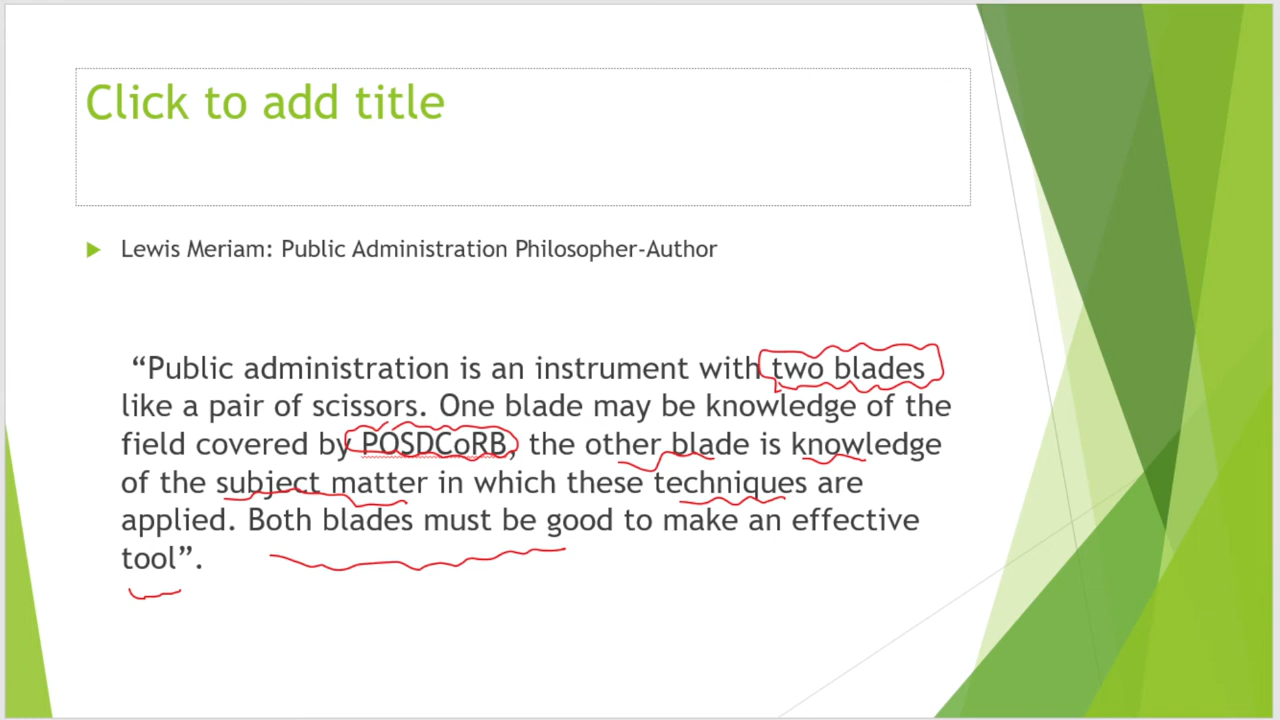 Click to add title
Lewis Meriam: Public Administration Philosopher-Author
“Public administration is an instrument with two blades
like a pair of scissors. One blade may be knowledge of the
field covered by POSDCoRB, the other blade is knowledge
of the subject matter in which these techniques are
applied. Both blades must be good to make an effective
tool”.